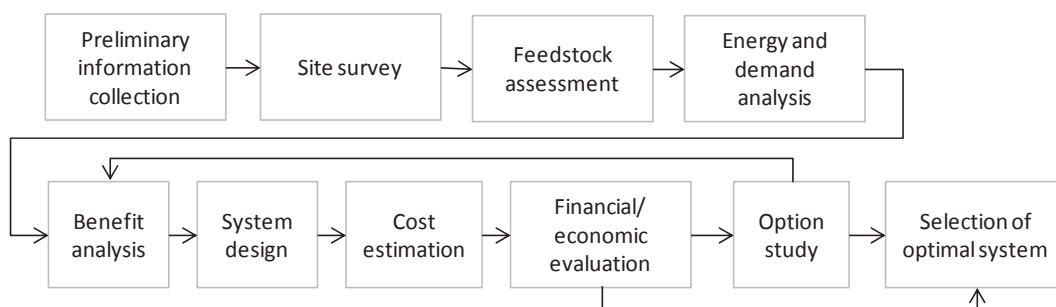 Preliminary
information
collection
Site survey
Feedstock
assessment
Energy and
demand
analysis
Benefit
analysis
System
design
Cost
estimation
Financial/
economic
evaluation
Option
study
Selection of
optimal system